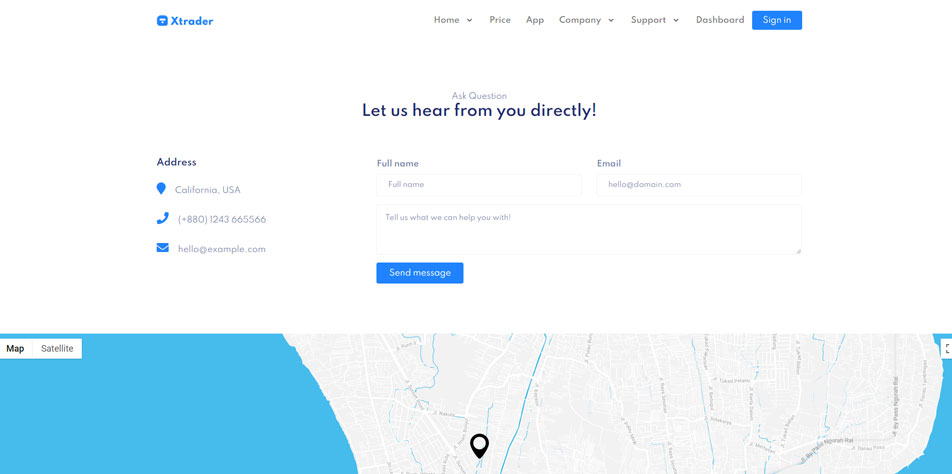 Xtrader
Home Price App Company Support Dashboard Sign in
Ask Question
Let us hear from you directly!
Address
California, USA
(+880) 1243 665566
hello@example.com
Full name Email
Full name hello@domain.com
Tell us what we can help you with!
Send message
Map Satellite